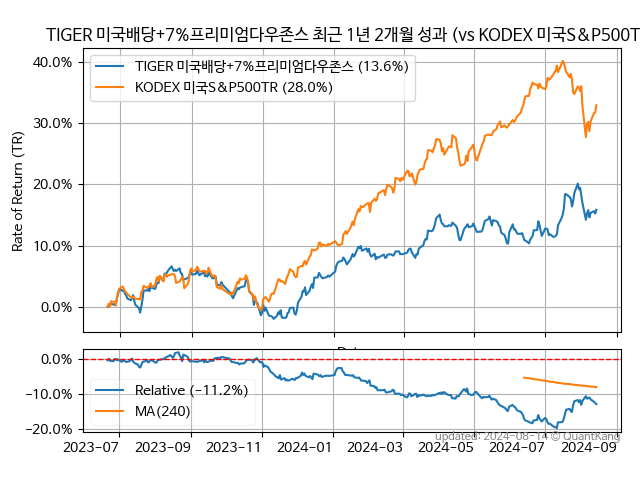 TIGER 미국배당+7%프리미엄다우존스 최근 1년 2개월 성과 (vs KODEX 미국S&P500T
TIGER 미국배당+7%프리미엄다우존스 (13.6%)
KODEX 미국S&P500TR (28.0%)
Rate of Return (TR)
40.0%
30.0%
20.0%
10.0%
0.0%
0.0%
−10.0%
−20.0%
Relative (−11.2%)
MA(240)
updated: 2024-08-14 © QuantKang
2023-07 2023-09 2023-11 2024-01 2024-03 2024-05 2024-07 2024-09